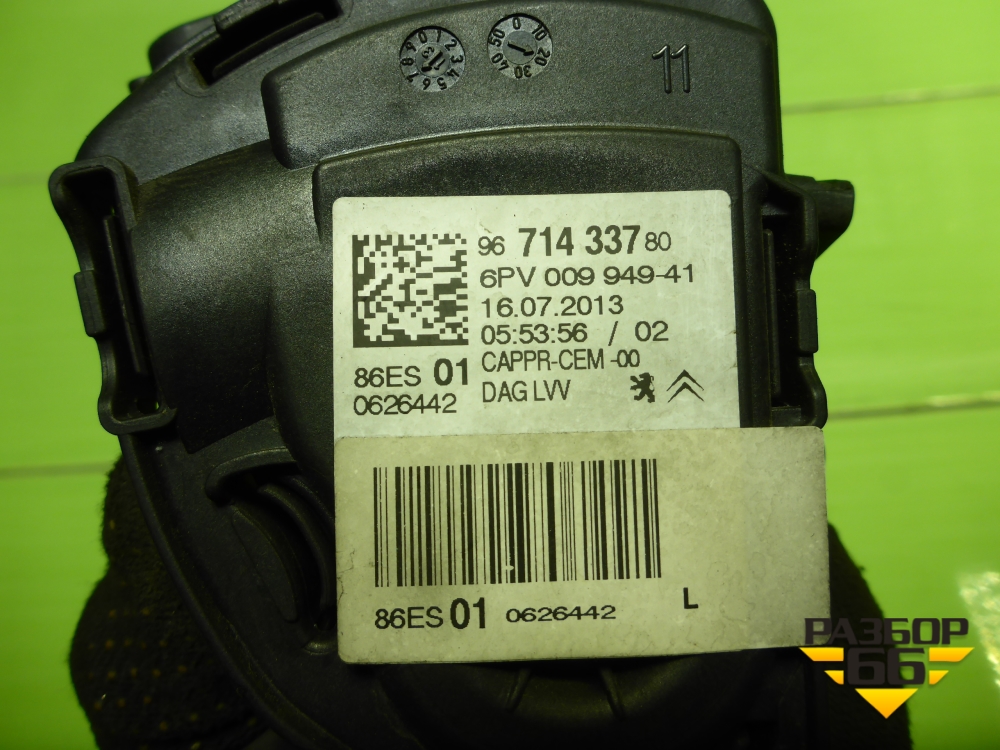 11
96 714 337 80
6PV 009 949-41
16.07.2013
05:53:56 / 02
86ES 01 CAPPR-CEM -00
0626442 DAG LVV
86ES 01 0626442 L
РАЗБОР
66